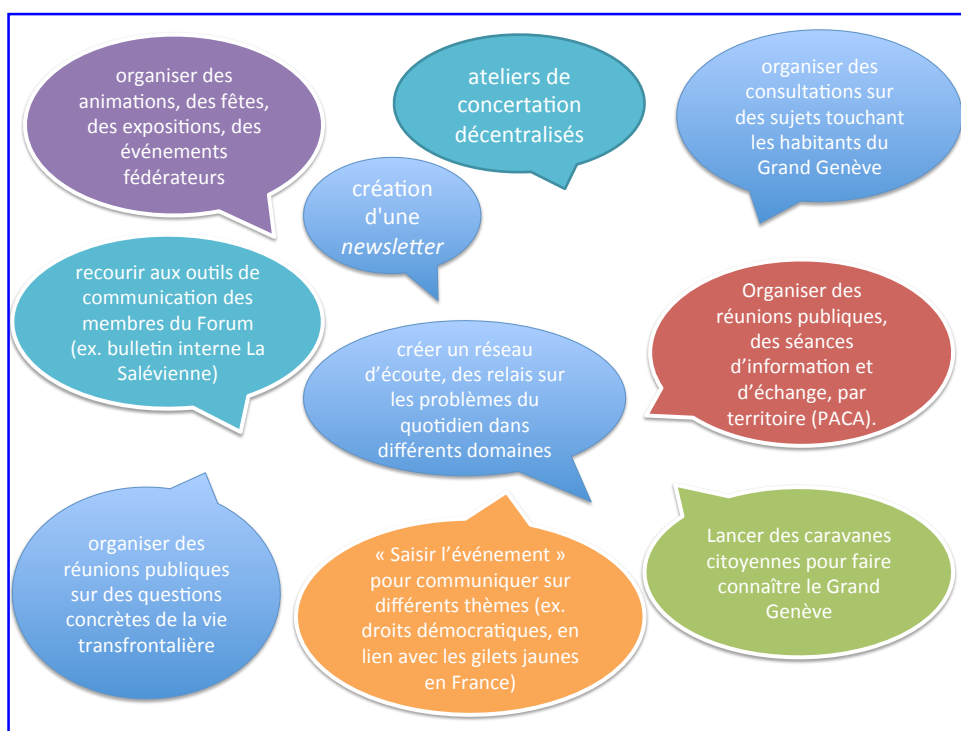 organiser des
animations, des fêtes,
des expositions, des
événements
fédérateurs
ateliers de
concertation
décentralisés
organiser des
consultations sur
des sujets touchant
les habitants du
Grand Genève
création
d'une
newsletter
recourir aux outils de
communication des
membres du Forum
(ex. bulletin interne La
Salévienne)
créer un réseau
d'écoute, des relais sur
les problèmes du
quotidien dans
différents domaines
Organiser des
réunions publiques,
des séances
d'information et
d'échange, par
territoire (PACA).
organiser des
réunions publiques
sur des questions
concrètes de la vie
transfrontalière
« Saisir l'événement »
pour communiquer sur
différents thèmes (ex.
droits démocratiques, en
lien avec les gilets jaunes
en France)
Lancer des caravanes
citoyennes pour faire
connaître le Grand
Genève